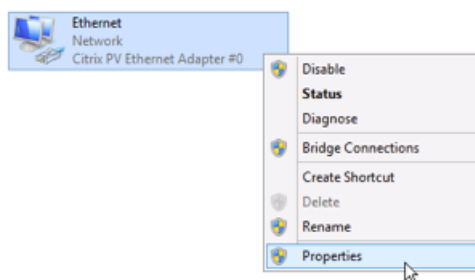 Ethernet
Network
Citrix PV Ethernet Adapter #0
Disable
Status
Diagnose
Bridge Connections
Create Shortcut
Delete
Rename
Properties